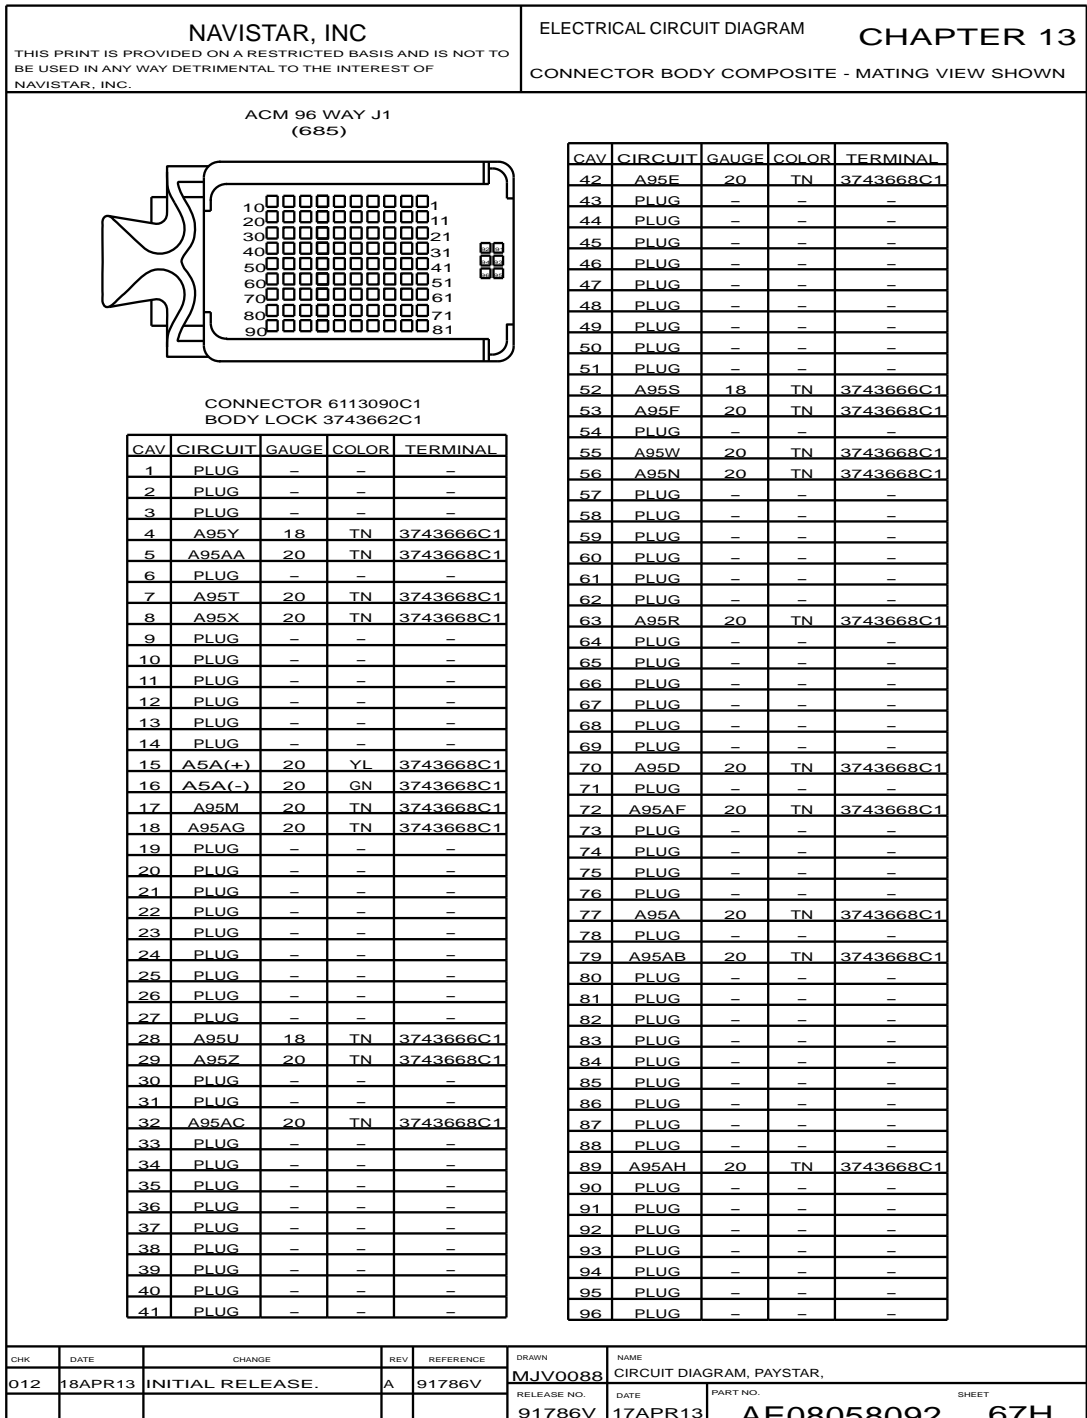 NAVISTAR, INC
THIS PRINT IS PROVIDED ON A RESTRICTED BASIS AND IS NOT TO
BE USED IN ANY WAY DETRIMENTAL TO THE INTEREST OF
NAVISTAR, INC.
ELECTRICAL CIRCUIT DIAGRAM
CHAPTER 13
CONNECTOR BODY COMPOSITE - MATING VIEW SHOWN
ACM 96 WAY J1
(685)
10 1
20 11
30 21
40 31
50 41
60 51
70 61
80 71
90 81
CONNECTOR 6113090C1
BODY LOCK 3743662C1
CAV CIRCUIT GAUGE COLOR TERMINAL
1 PLUG – – –
2 PLUG – – –
3 PLUG – – –
4 A95Y 18 TN 3743666C1
5 A95AA 20 TN 3743668C1
6 PLUG – – –
7 A95T 20 TN 3743668C1
8 A95X 20 TN 3743668C1
9 PLUG – – –
10 PLUG – – –
11 PLUG – – –
12 PLUG – – –
13 PLUG – – –
14 PLUG – – –
15 A5A(+) 20 YL 3743668C1
16 A5A(-) 20 GN 3743668C1
17 A95M 20 TN 3743668C1
18 A95AG 20 TN 3743668C1
19 PLUG – – –
20 PLUG – – –
21 PLUG – – –
22 PLUG – – –
23 PLUG – – –
24 PLUG – – –
25 PLUG – – –
26 PLUG – – –
27 PLUG – – –
28 A95U 18 TN 3743666C1
29 A95Z 20 TN 3743668C1
30 PLUG – – –
31 PLUG – – –
32 A95AC 20 TN 3743668C1
33 PLUG – – –
34 PLUG – – –
35 PLUG – – –
36 PLUG – – –
37 PLUG – – –
38 PLUG – – –
39 PLUG – – –
40 PLUG – – –
41 PLUG – – –
CAV CIRCUIT GAUGE COLOR TERMINAL
42 A95E 20 TN 3743668C1
43 PLUG – – –
44 PLUG – – –
45 PLUG – – –
46 PLUG – – –
47 PLUG – – –
48 PLUG – – –
49 PLUG – – –
50 PLUG – – –
51 PLUG – – –
52 A95S 18 TN 3743666C1
53 A95F 20 TN 3743668C1
54 PLUG – – –
55 A95W 20 TN 3743668C1
56 A95N 20 TN 3743668C1
57 PLUG – – –
58 PLUG – – –
59 PLUG – – –
60 PLUG – – –
61 PLUG – – –
62 PLUG – – –
63 A95R 20 TN 3743668C1
64 PLUG – – –
65 PLUG – – –
66 PLUG – – –
67 PLUG – – –
68 PLUG – – –
69 PLUG – – –
70 A95D 20 TN 3743668C1
71 PLUG – – –
72 A95AF 20 TN 3743668C1
73 PLUG – – –
74 PLUG – – –
75 PLUG – – –
76 PLUG – – –
77 A95A 20 TN 3743668C1
78 PLUG – – –
79 A95AB 20 TN 3743668C1
80 PLUG – – –
81 PLUG – – –
82 PLUG – – –
83 PLUG – – –
84 PLUG – – –
85 PLUG – – –
86 PLUG – – –
87 PLUG – – –
88 PLUG – – –
89 A95AH 20 TN 3743668C1
90 PLUG – – –
91 PLUG – – –
92 PLUG – – –
93 PLUG – – –
94 PLUG – – –
95 PLUG – – –
96 PLUG – – –
CHK DATE CHANGE REV REFERENCE
012 18APR13 INITIAL RELEASE. A 91786V
DRAWN
MJV0088
NAME
CIRCUIT DIAGRAM, PAYSTAR,
RELEASE NO. DATE PART NO. SHEET
91786V 17APR13 AE08058092 67H